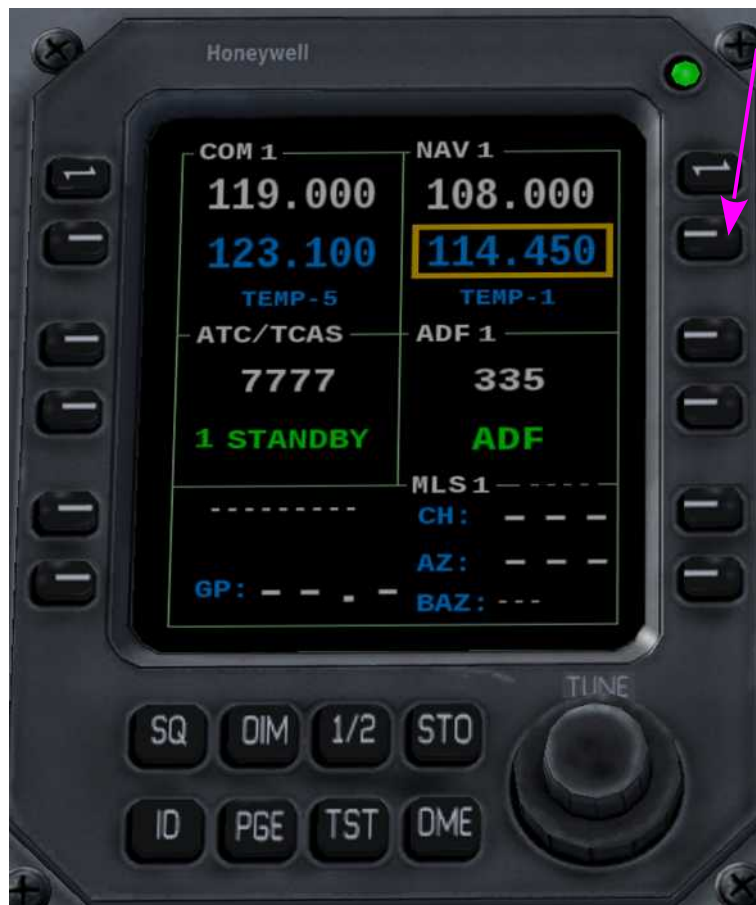 Honeywell
COM 1 NAV 1
119.000 108.000
123.100 114.450
TEMP-5 TEMP-1
ATC/TCAS ADF 1
7777 335
1 STANDBY ADF
MLS 1
--------- CH: – – –
AZ: – – –
GP: – – . – BAZ: ---
TUNE
SQ DIM 1/2 STO
ID PGE TST DME